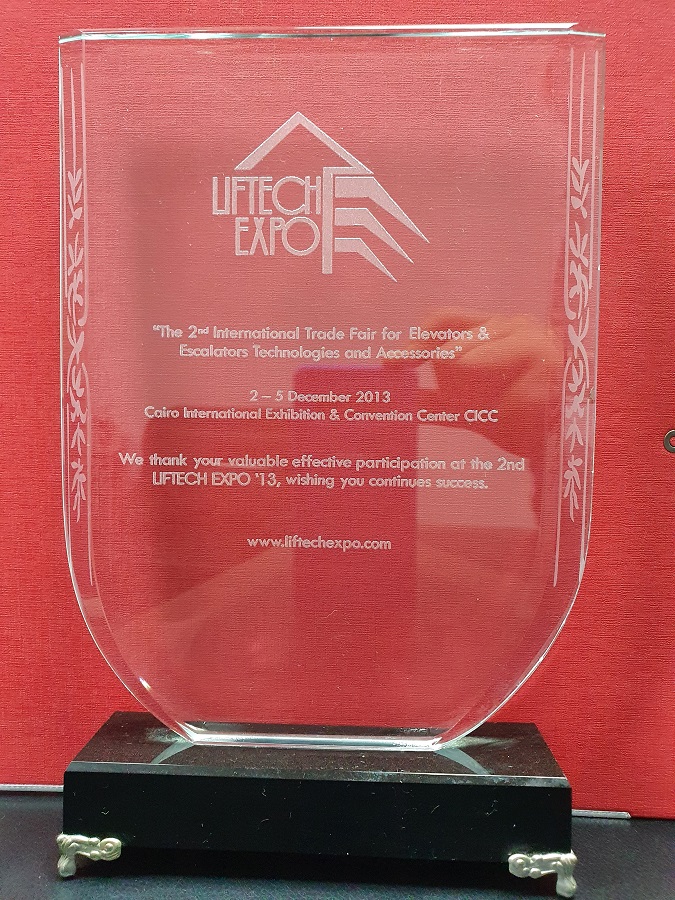 LIFTECH
EXPO
"The 2nd International Trade Fair for Elevators &
Escalators Technologies and Accessories"
2 – 5 December 2013
Cairo International Exhibition & Convention Center CICC
We thank your valuable effective participation at the 2nd
LIFTECH EXPO '13, wishing you continues success.
www.liftechexpo.com